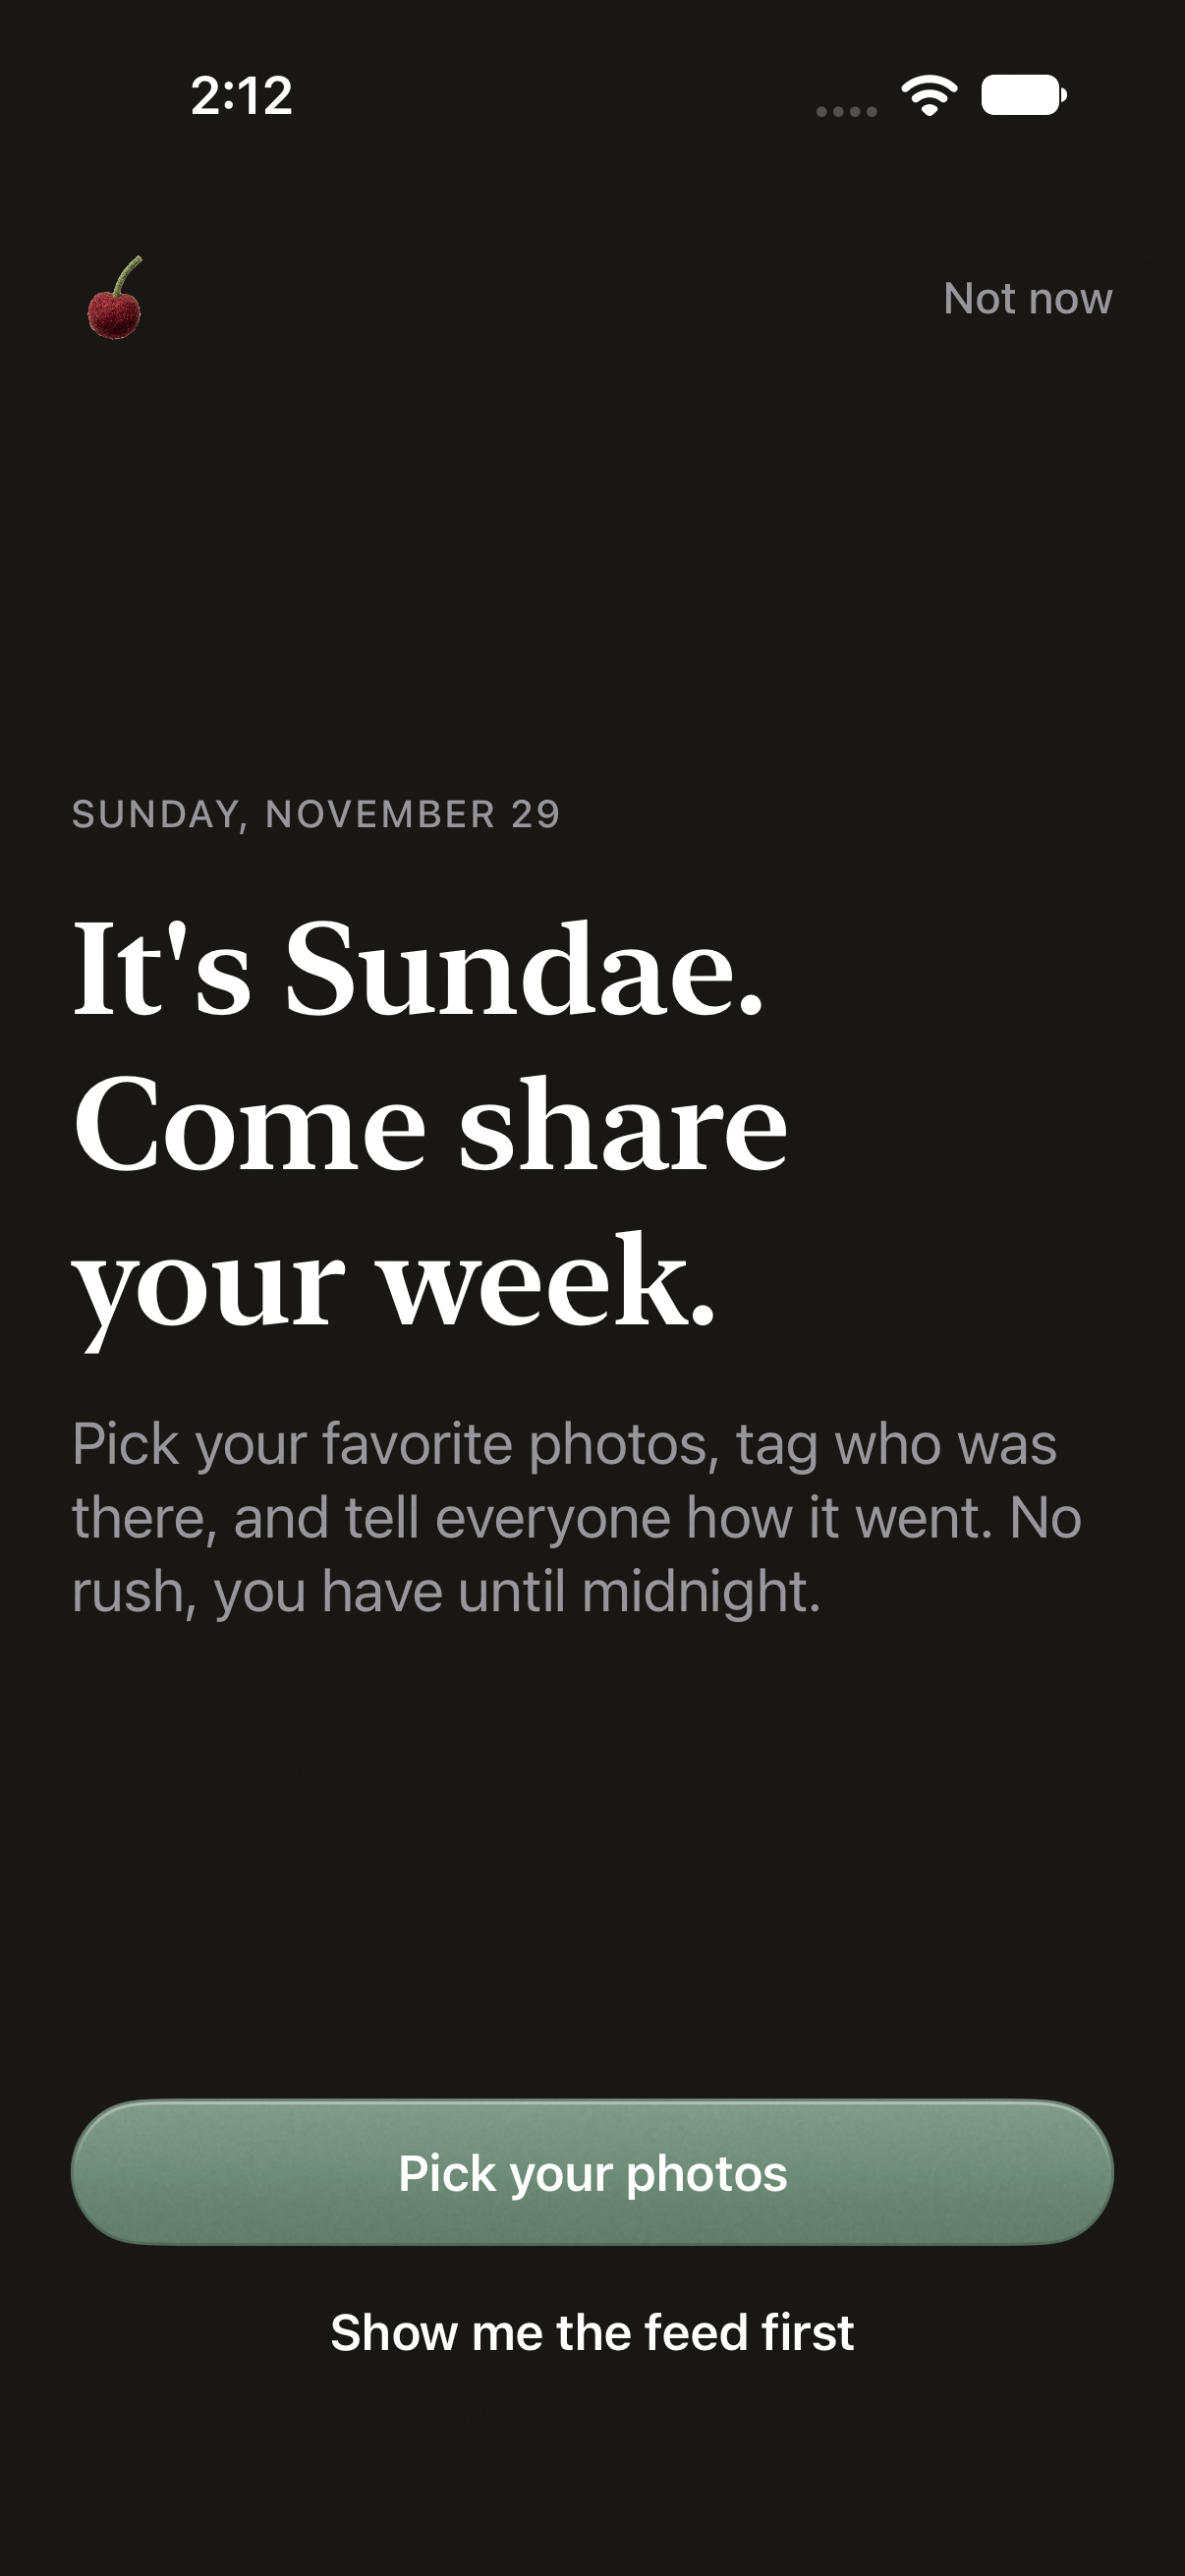 2:12
Not now
SUNDAY, NOVEMBER 29
It's Sundae.
Come share
your week.
Pick your favorite photos, tag who was
there, and tell everyone how it went. No
rush, you have until midnight.
Pick your photos
Show me the feed first